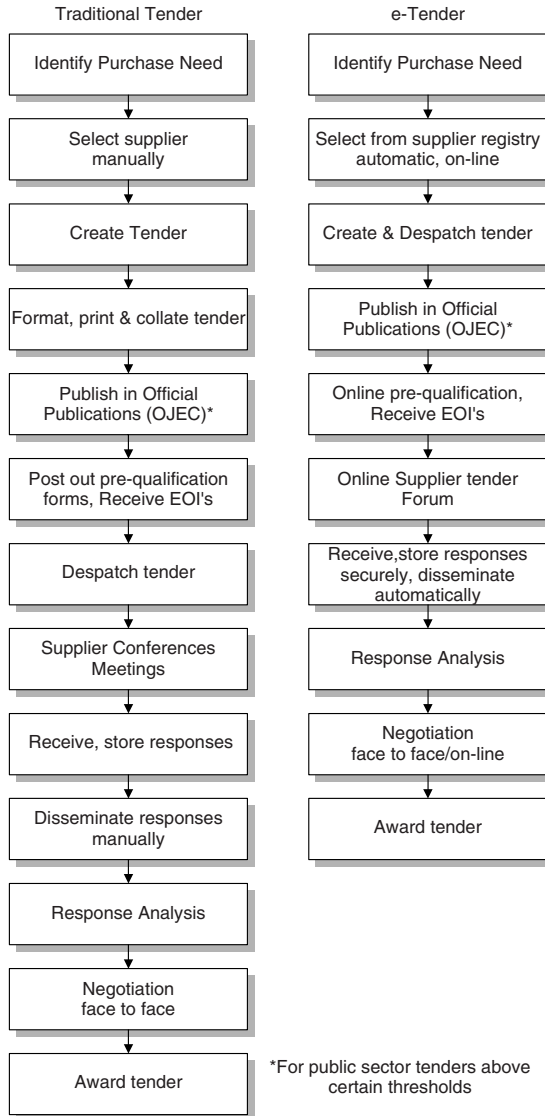 Traditional Tender
Identify Purchase Need
Select supplier
manually
Create Tender
Format, print & collate tender
Publish in Official
Publications (OJEC)*
Post out pre-qualification
forms, Receive EOI's
Despatch tender
Supplier Conferences
Meetings
Receive, store responses
Disseminate responses
manually
Response Analysis
Negotiation
face to face
Award tender
e-Tender
Identify Purchase Need
Select from supplier registry
automatic, on-line
Create & Despatch tender
Publish in Official
Publications (OJEC)*
Online pre-qualification,
Receive EOI's
Online Supplier tender
Forum
Receive,store responses
securely, disseminate
automatically
Response Analysis
Negotiation
face to face/on-line
Award tender
*For public sector tenders above
certain thresholds